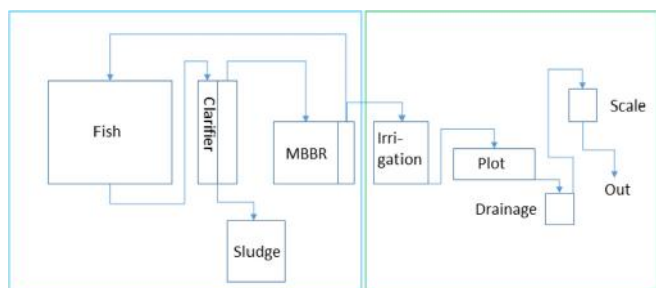 Fish
Clarifier
MBBR
Sludge
Irri-
gation
Plot
Drainage
Scale
Out